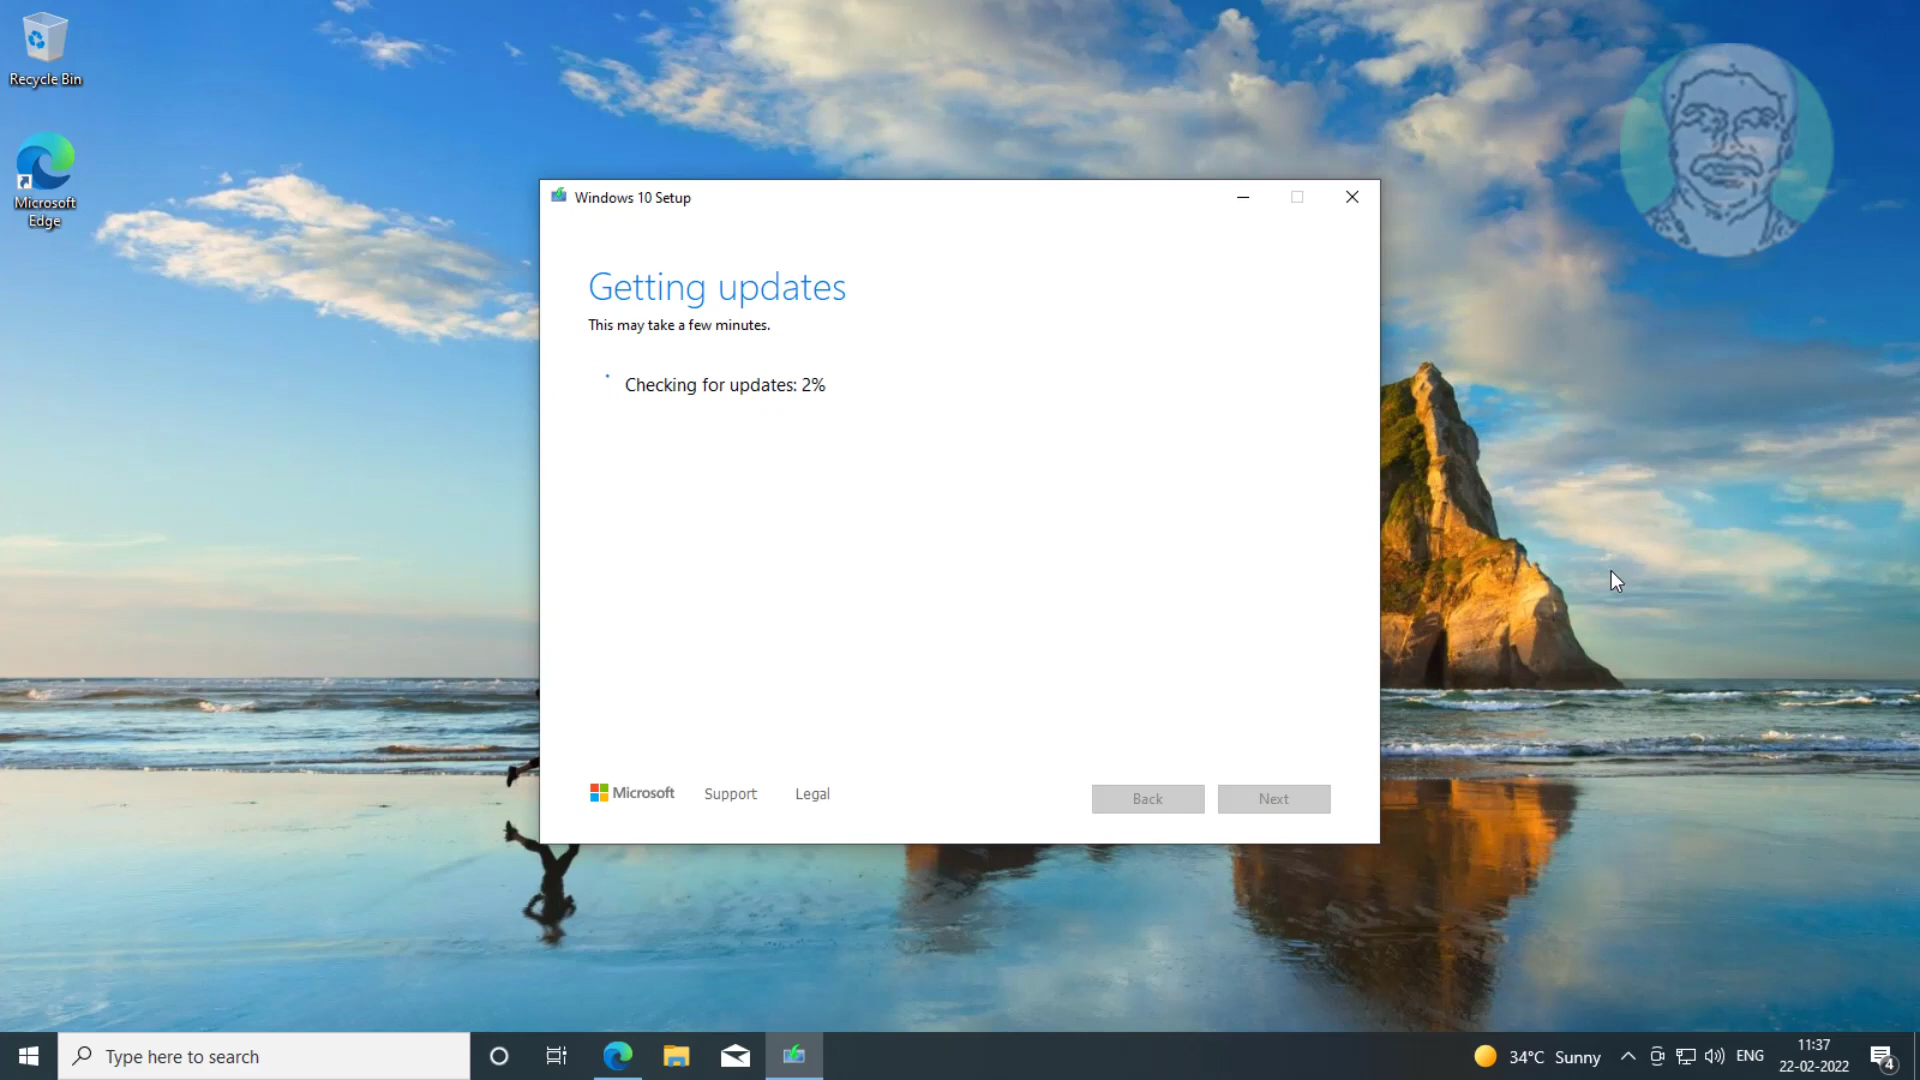 Recycle Bin
Microsoft
Edge
Windows 10 Setup
Getting updates
This may take a few minutes.
Checking for updates: 2%
Microsoft Support Legal
Back Next
Type here to search
34°C Sunny
ENG
11:37
22-02-2022
4